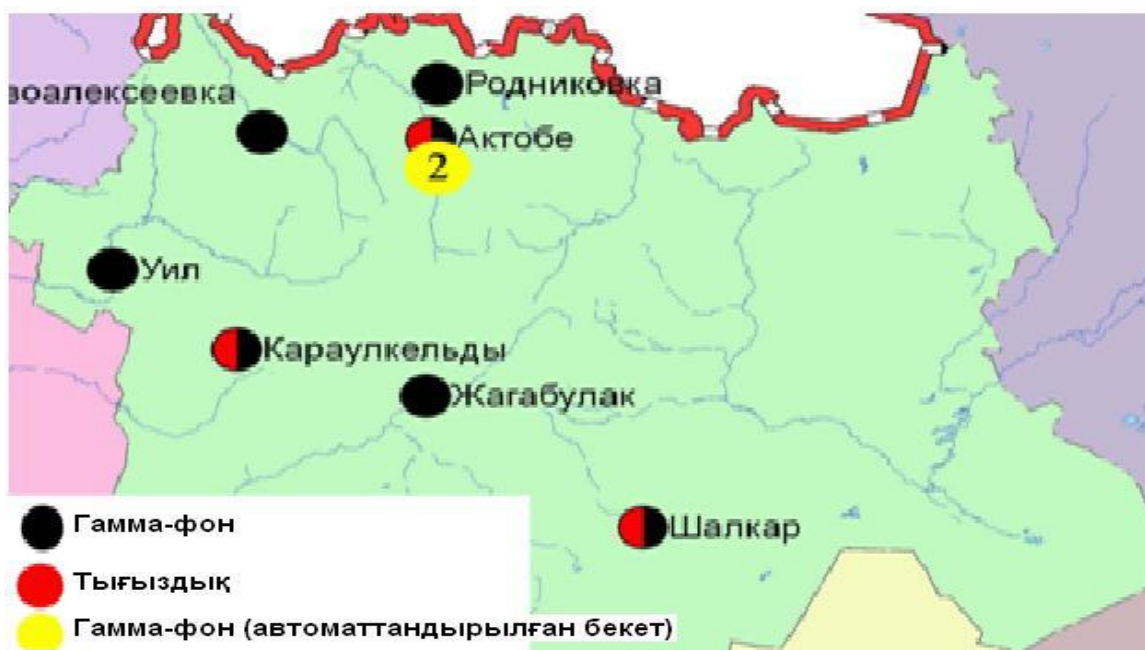 Родниковка
воалексеевка
Актобе
2
Уил
Караулкельды
Жагабулак
Шалкар
Гамма-фон
Тығыздық
Гамма-фон (автоматтандырылған бекет)